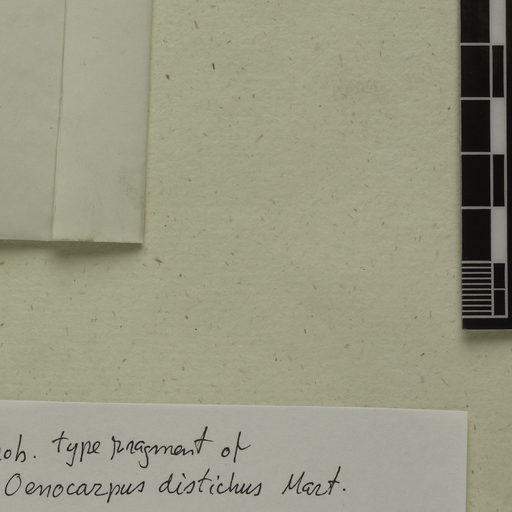 ob. type fragment of
Oenocarpus distichus Mart.